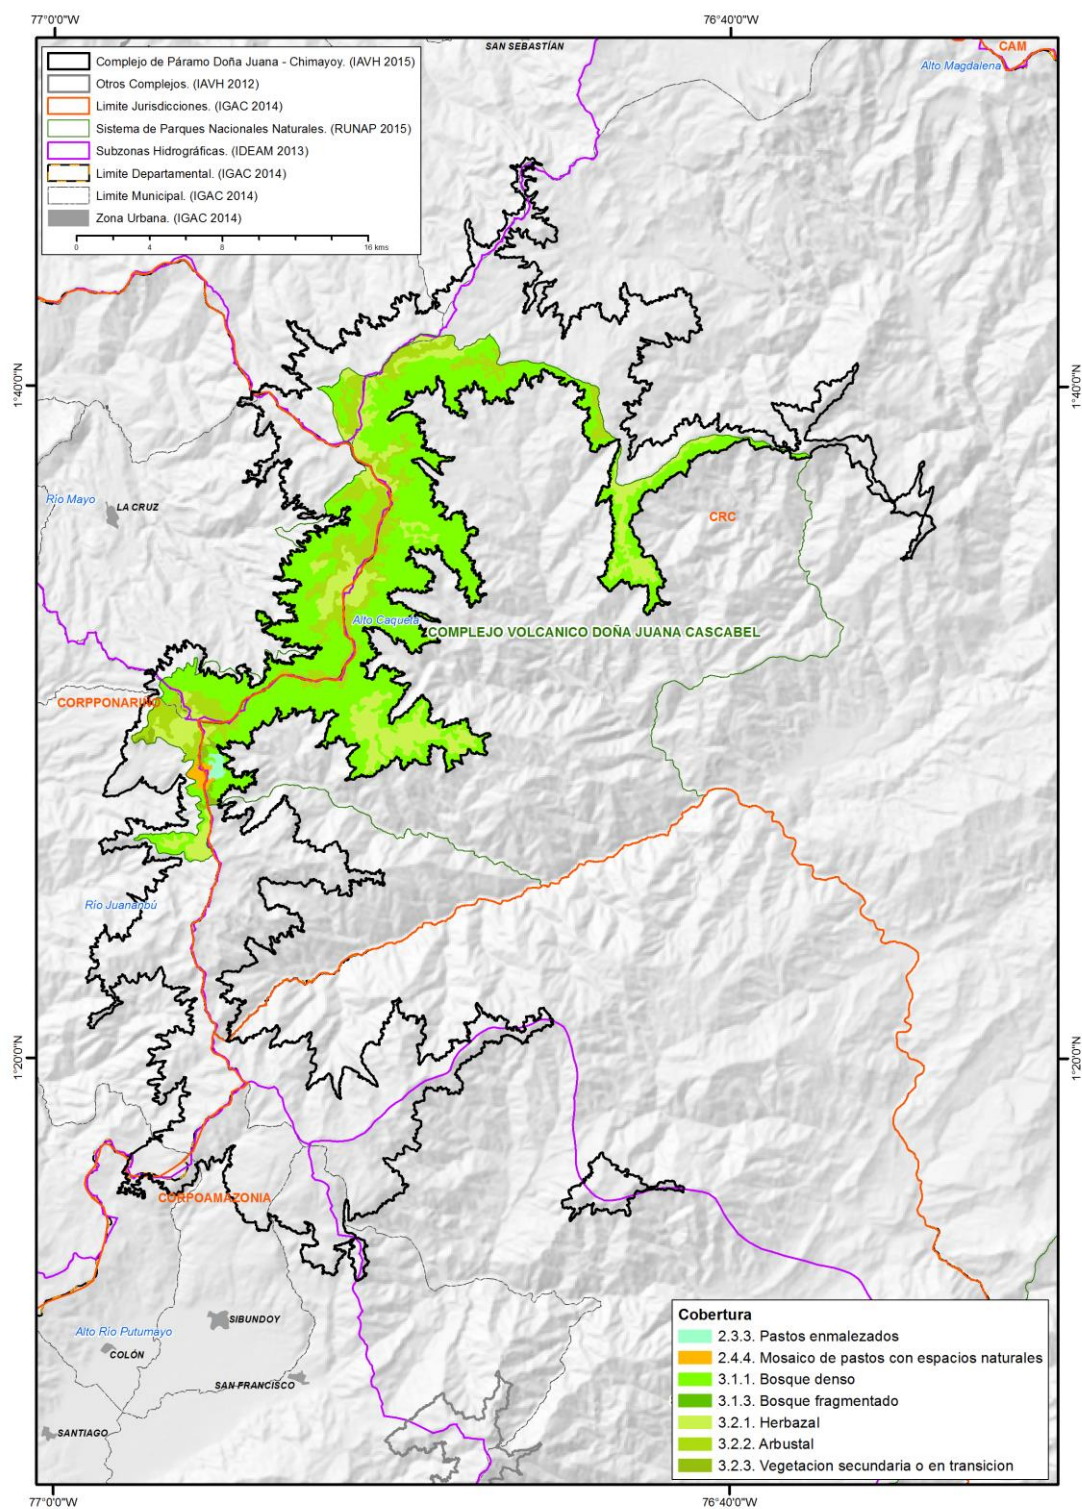 77°0'0"W
76°40'0"W
SAN SEBASTIÁN
CAM
Alto Magdalena
Complejo de Páramo Doña Juana - Chimayoy. (IAVH 2015)
Otros Complejos. (IAVH 2012)
Limite Jurisdicciones. (IGAC 2014)
Sistema de Parques Nacionales Naturales. (RUNAP 2015)
Subzonas Hidrográficas. (IDEAM 2013)
Limite Departamental. (IGAC 2014)
Limite Municipal. (IGAC 2014)
Zona Urbana. (IGAC 2014)
0 4 8 16 kms
1°40'0"N
1°40'0"N
Río Mayo
LA CRUZ
CRC
Alto Caqueta
COMPLEJO VOLCANICO DOÑA JUANA CASCABEL
CORPPONARIÑO
Río Juananbú
1°20'0"N
1°20'0"N
CORPOAMAZONIA
SIBUNDOY
Alto Río Putumayo
COLÓN
SAN FRANCISCO
SANTIAGO
Cobertura
2.3.3. Pastos enmalezados
2.4.4. Mosaico de pastos con espacios naturales
3.1.1. Bosque denso
3.1.3. Bosque fragmentado
3.2.1. Herbazal
3.2.2. Arbustal
3.2.3. Vegetacion secundaria o en transicion
77°0'0"W
76°40'0"W